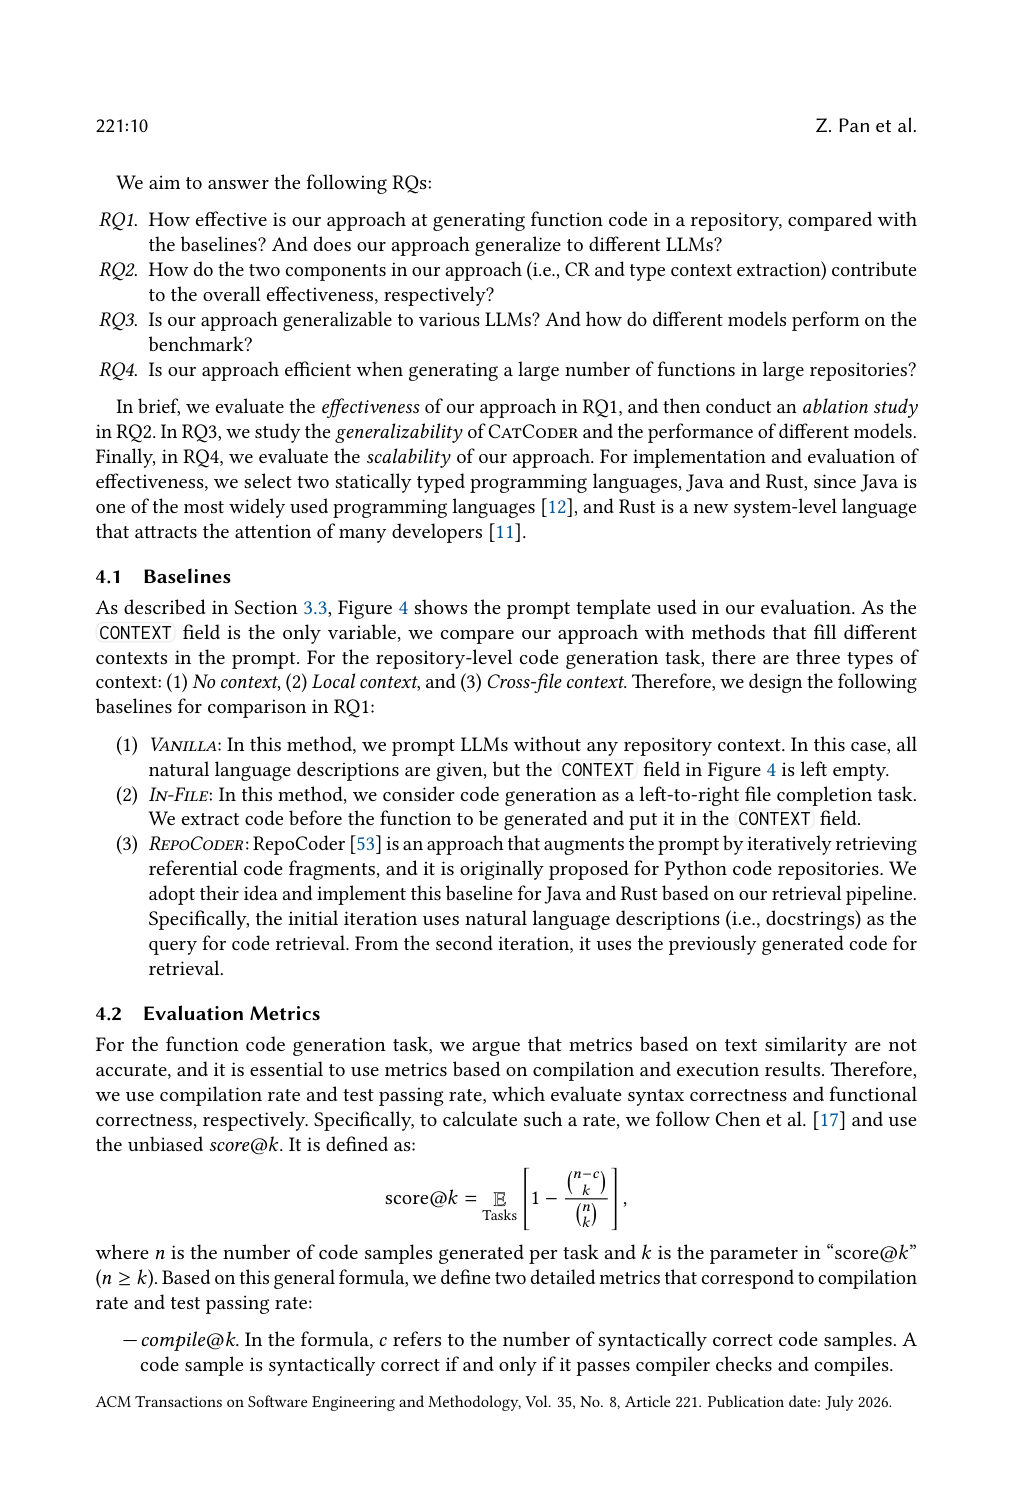 221:10 Z. Pan et al.
We aim to answer the following RQs:
RQ1. How effective is our approach at generating function code in a repository, compared with
the baselines? And does our approach generalize to different LLMs?
RQ2. How do the two components in our approach (i.e., CR and type context extraction) contribute
to the overall effectiveness, respectively?
RQ3. Is our approach generalizable to various LLMs? And how do different models perform on the
benchmark?
RQ4. Is our approach efficient when generating a large number of functions in large repositories?
In brief, we evaluate the effectiveness of our approach in RQ1, and then conduct an ablation study
in RQ2. In RQ3, we study the generalizability of CatCoder and the performance of different models.
Finally, in RQ4, we evaluate the scalability of our approach. For implementation and evaluation of
effectiveness, we select two statically typed programming languages, Java and Rust, since Java is
one of the most widely used programming languages [12], and Rust is a new system-level language
that attracts the attention of many developers [11].
4.1 Baselines
As described in Section 3.3, Figure 4 shows the prompt template used in our evaluation. As the
CONTEXT field is the only variable, we compare our approach with methods that fill different
contexts in the prompt. For the repository-level code generation task, there are three types of
context: (1) No context, (2) Local context, and (3) Cross-file context. Therefore, we design the following
baselines for comparison in RQ1:
(1) Vanilla: In this method, we prompt LLMs without any repository context. In this case, all
natural language descriptions are given, but the CONTEXT field in Figure 4 is left empty.
(2) In-File: In this method, we consider code generation as a left-to-right file completion task.
We extract code before the function to be generated and put it in the CONTEXT field.
(3) RepoCoder: RepoCoder [53] is an approach that augments the prompt by iteratively retrieving
referential code fragments, and it is originally proposed for Python code repositories. We
adopt their idea and implement this baseline for Java and Rust based on our retrieval pipeline.
Specifically, the initial iteration uses natural language descriptions (i.e., docstrings) as the
query for code retrieval. From the second iteration, it uses the previously generated code for
retrieval.
4.2 Evaluation Metrics
For the function code generation task, we argue that metrics based on text similarity are not
accurate, and it is essential to use metrics based on compilation and execution results. Therefore,
we use compilation rate and test passing rate, which evaluate syntax correctness and functional
correctness, respectively. Specifically, to calculate such a rate, we follow Chen et al. [17] and use
the unbiased score@k. It is defined as:
score@k = 𝔼 Tasks [1 − (n−c k) / (n k)],
where n is the number of code samples generated per task and k is the parameter in “score@k”
(n ≥ k). Based on this general formula, we define two detailed metrics that correspond to compilation
rate and test passing rate:
— compile@k. In the formula, c refers to the number of syntactically correct code samples. A
code sample is syntactically correct if and only if it passes compiler checks and compiles.
ACM Transactions on Software Engineering and Methodology, Vol. 35, No. 8, Article 221. Publication date: July 2026.